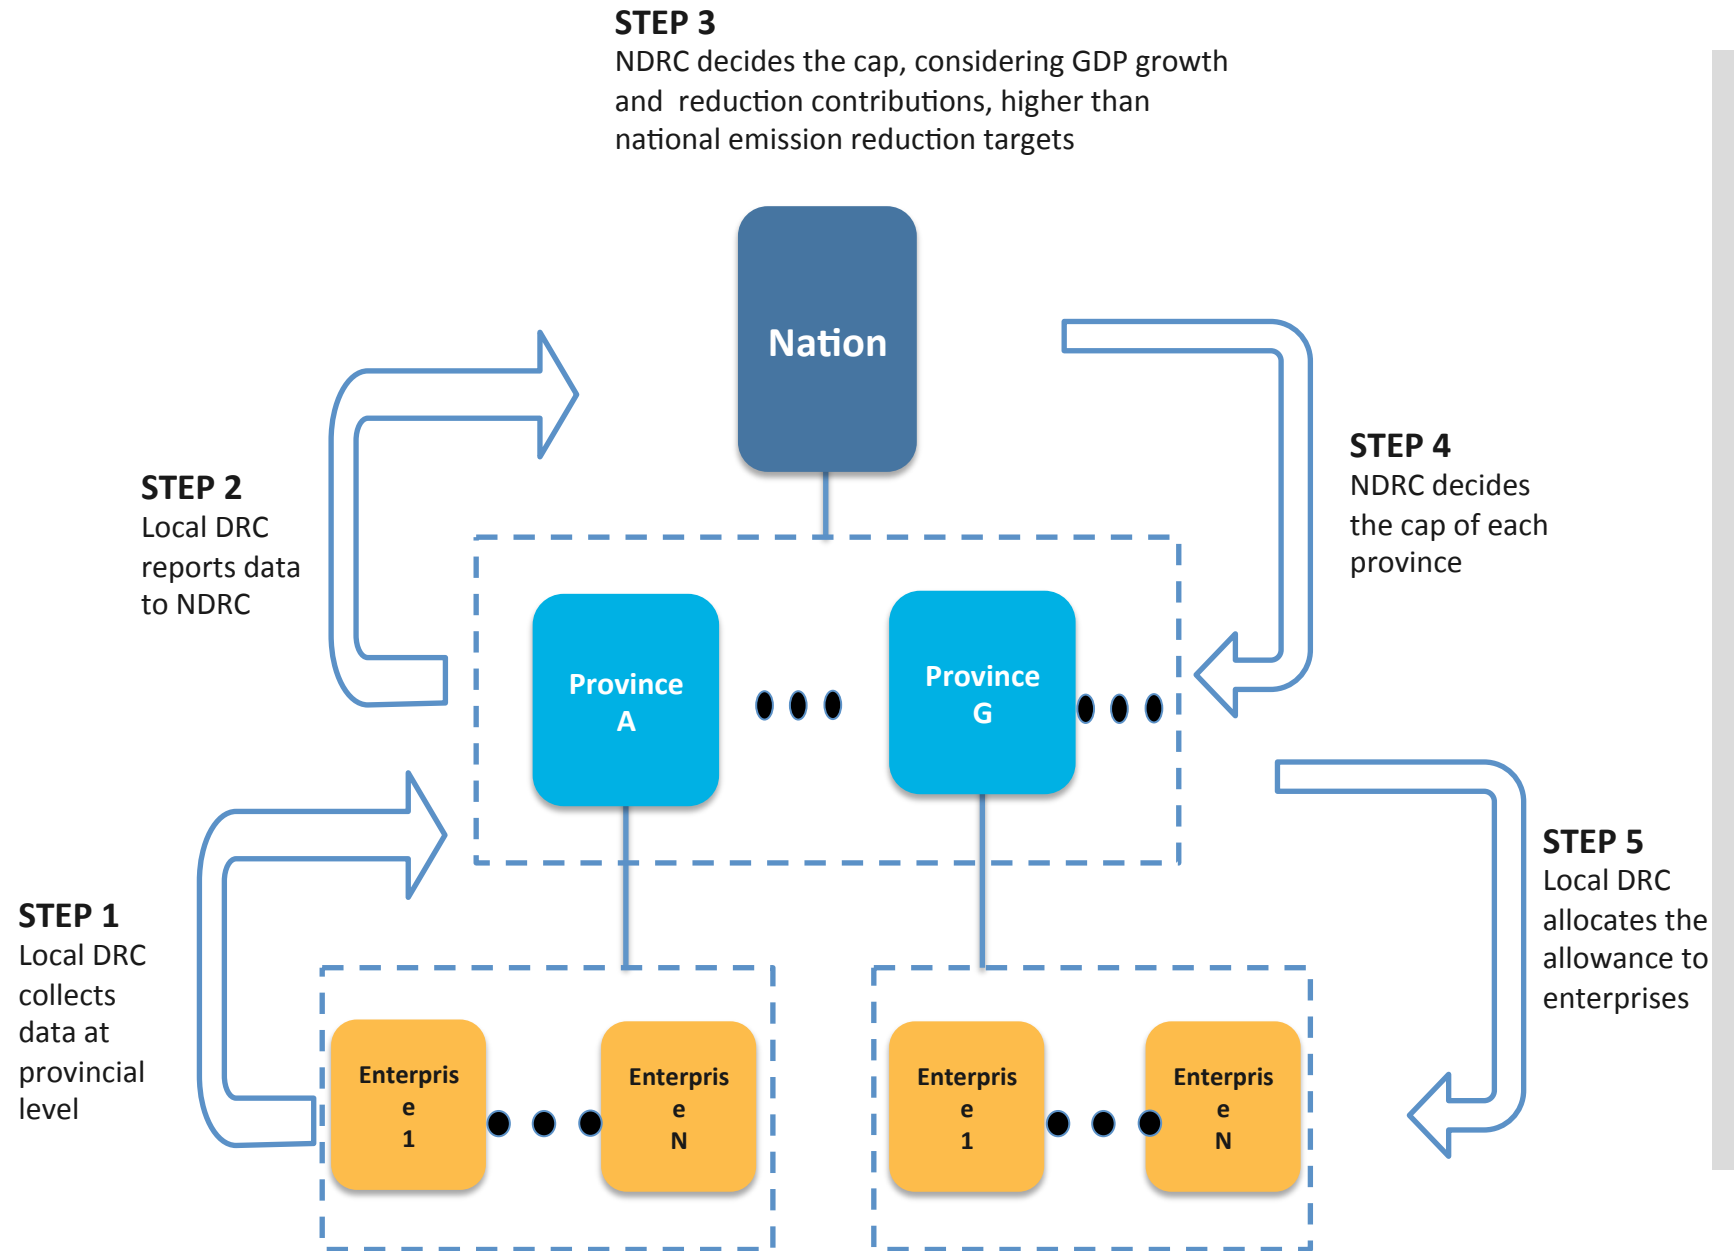 STEP 3
NDRC decides the cap, considering GDP growth
and reduction contributions, higher than
national emission reduction targets
Nation
STEP 2
Local DRC
reports data
to NDRC
STEP 4
NDRC decides
the cap of each
province
Province
A
Province
G
STEP 1
Local DRC
collects
data at
provincial
level
STEP 5
Local DRC
allocates the
allowance to
enterprises
Enterpris
e
1
Enterpris
e
N
Enterpris
e
1
Enterpris
e
N